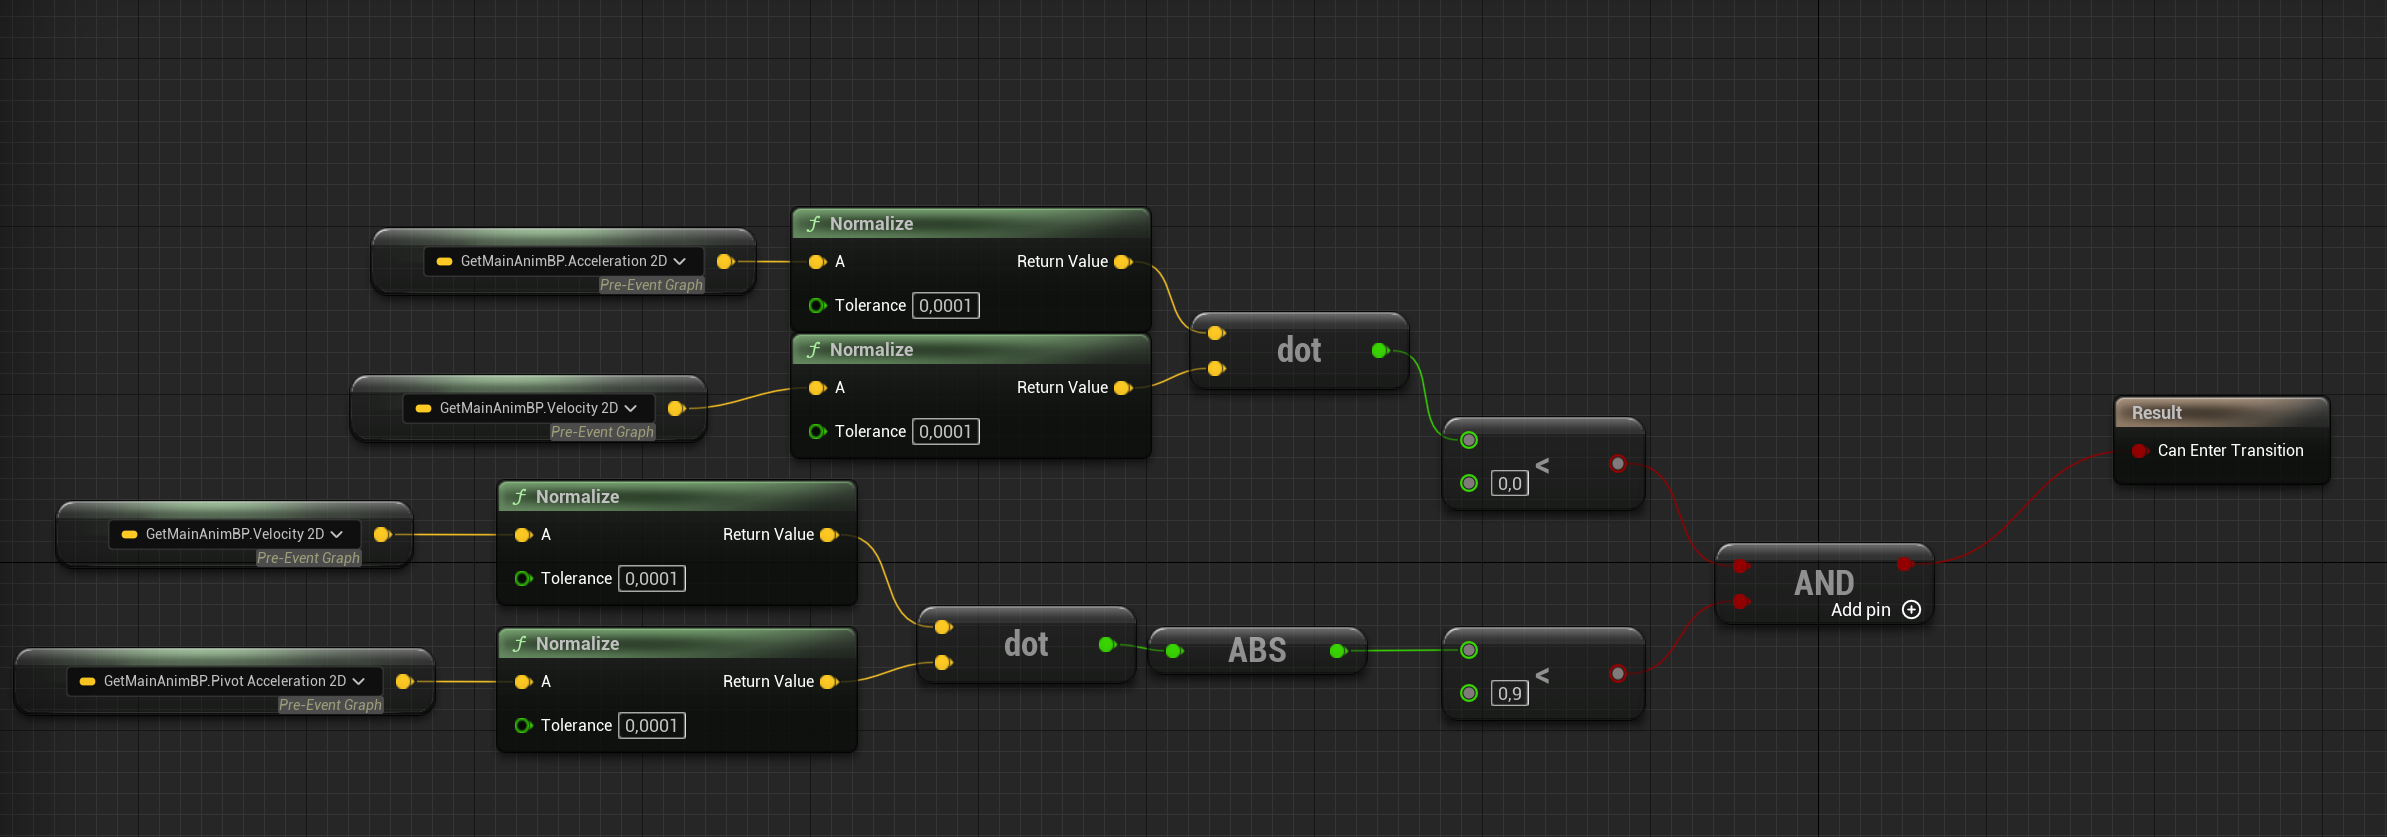 f Normalize
GetMainAnimBP.Acceleration 2D
Pre-Event Graph
A Return Value
Tolerance 0,0001
f Normalize
GetMainAnimBP.Velocity 2D
Pre-Event Graph
A Return Value
Tolerance 0,0001
dot
<
0,0
Result
Can Enter Transition
f Normalize
GetMainAnimBP.Velocity 2D
Pre-Event Graph
A Return Value
Tolerance 0,0001
f Normalize
GetMainAnimBP.Pivot Acceleration 2D
Pre-Event Graph
A Return Value
Tolerance 0,0001
dot
ABS
<
0,9
AND
Add pin